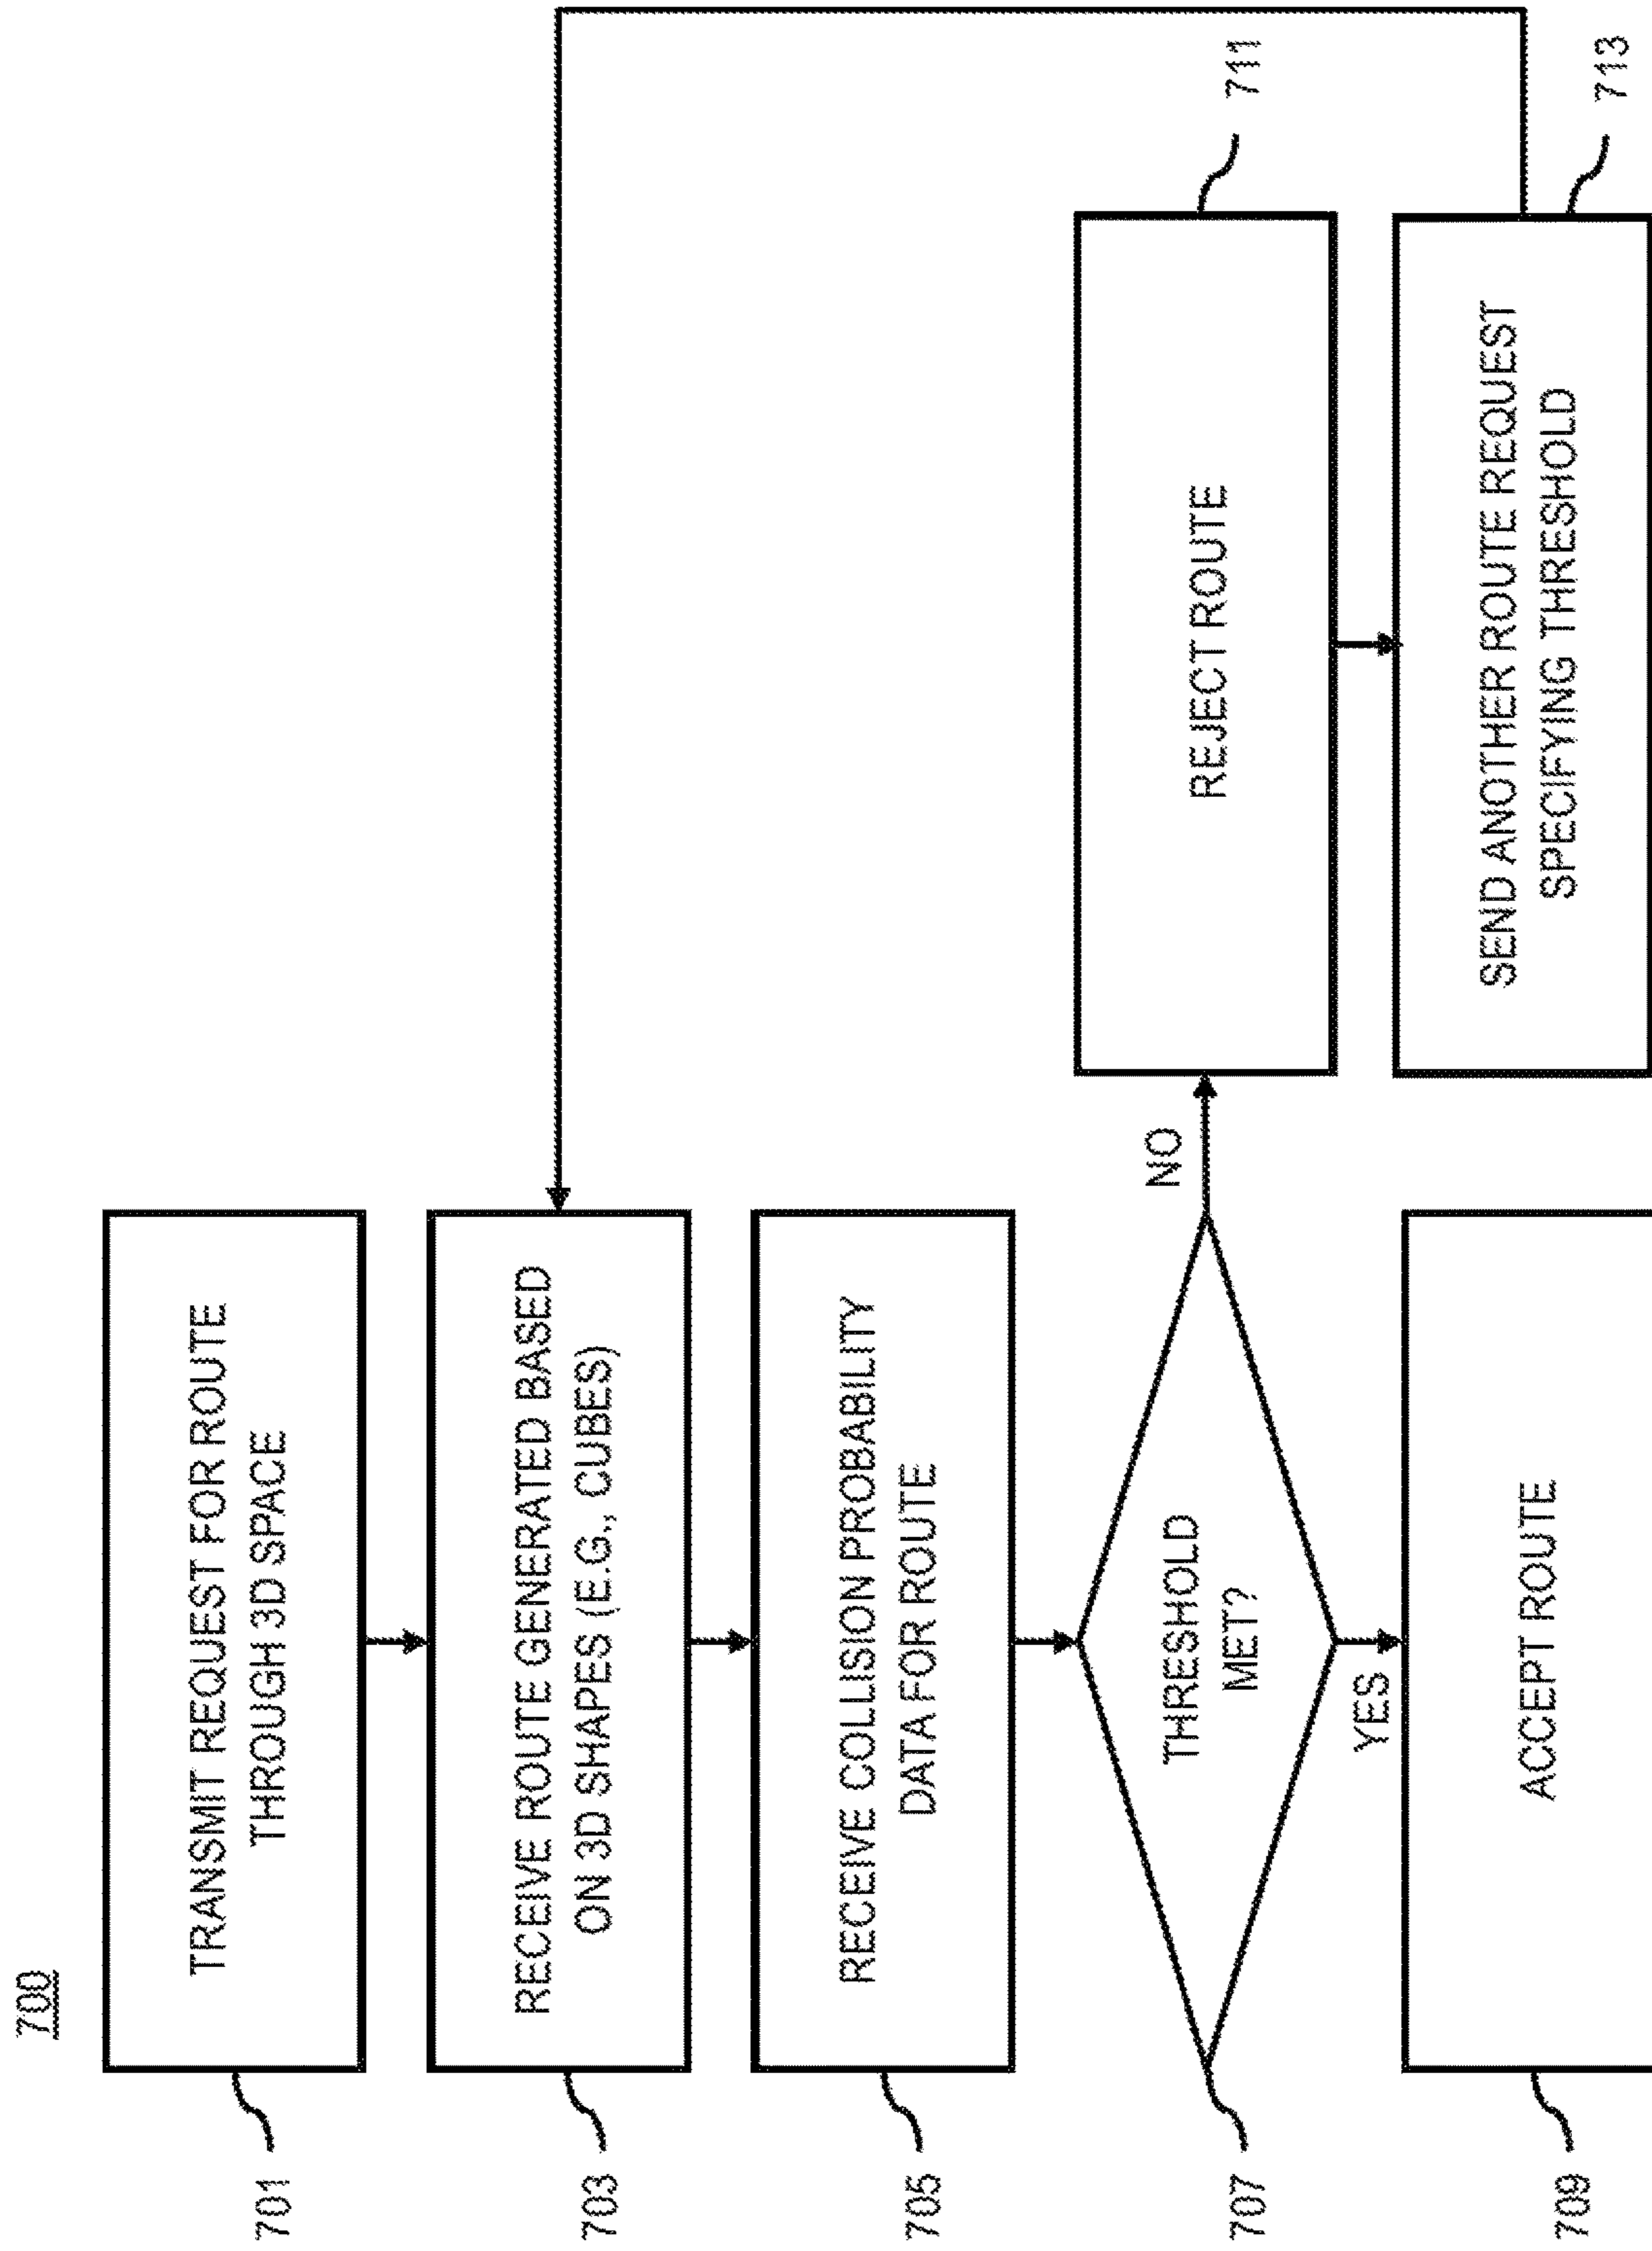 700
TRANSMIT REQUEST FOR ROUTE
THROUGH 3D SPACE
701
RECEIVE ROUTE GENERATED BASED
ON 3D SHAPES (E.G., CUBES)
703
RECEIVE COLLISION PROBABILITY
DATA FOR ROUTE
705
THRESHOLD
MET?
707
NO
YES
ACCEPT ROUTE
709
REJECT ROUTE
711
SEND ANOTHER ROUTE REQUEST
SPECIFYING THRESHOLD
713